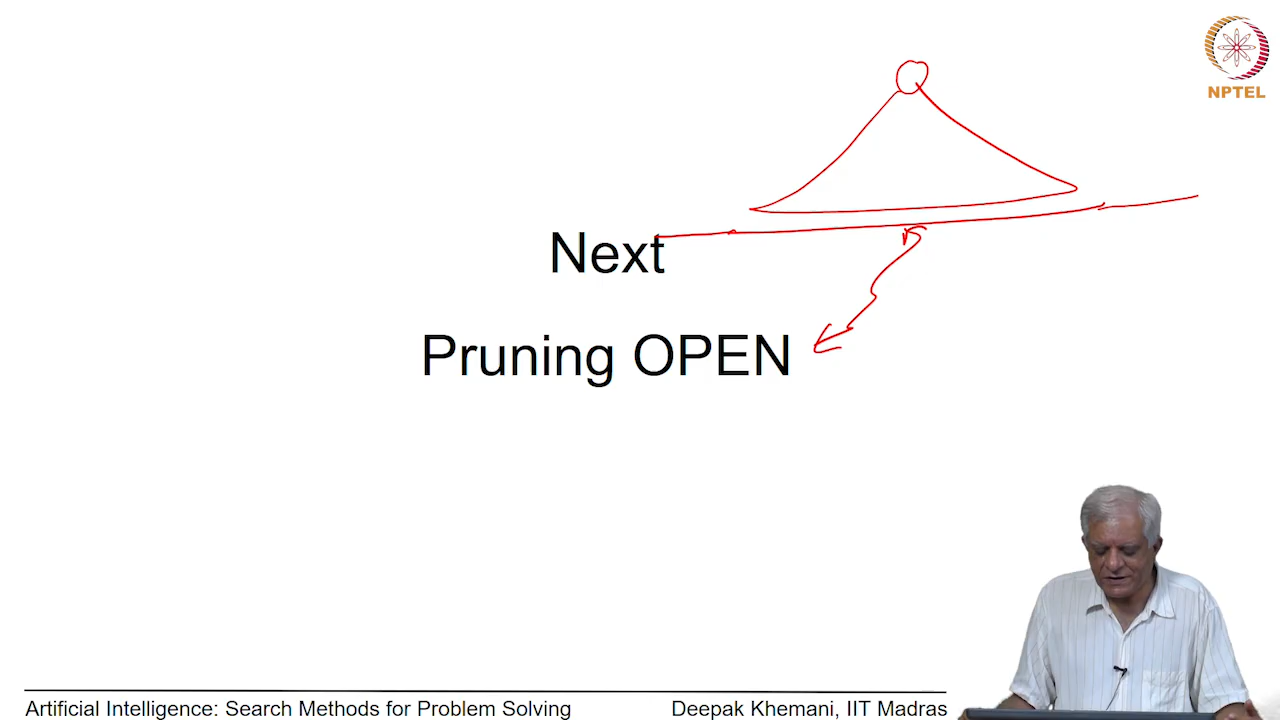 NPTEL
Next
Pruning OPEN
Artificial Intelligence: Search Methods for Problem Solving
Deepak Khemani, IIT Madras